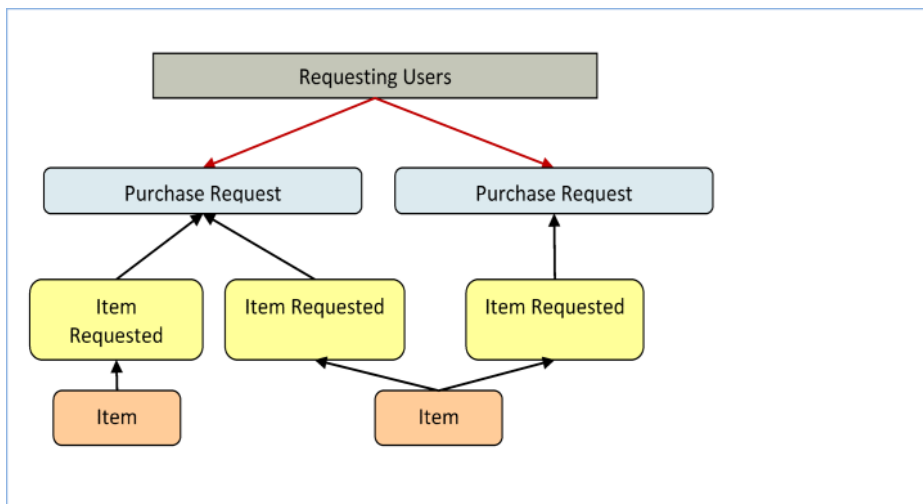 Requesting Users
Purchase Request
Purchase Request
Item
Requested
Item Requested
Item Requested
Item
Item